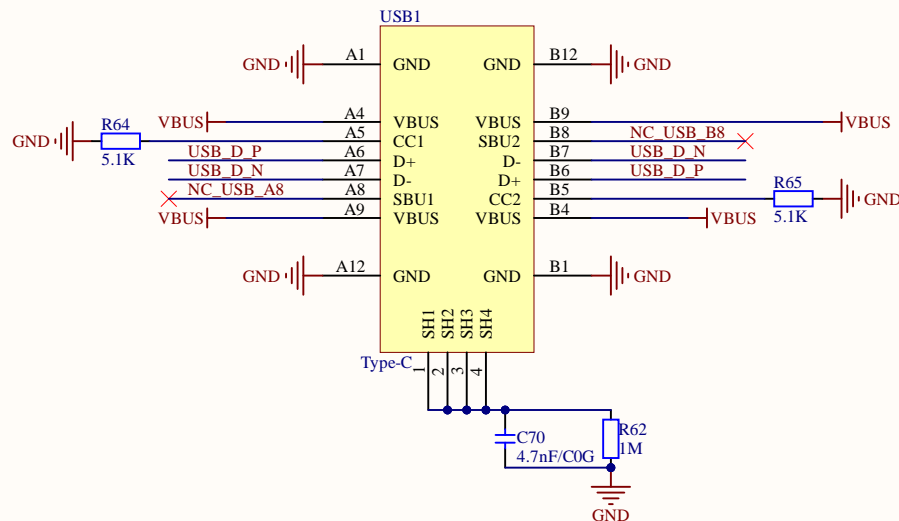 USB1
GND A1 GND GND B12 GND
VBUS A4 VBUS VBUS B9 VBUS
R64
GND A5 CC1 SBU2 B8 NC_USB_B8
5.1K
USB_D_P A6 D+ D- B7 USB_D_N
USB_D_N A7 D- D+ B6 USB_D_P
NC_USB_A8 A8 SBU1 CC2 B5 R65 GND
5.1K
VBUS A9 VBUS VBUS B4 VBUS
GND A12 GND GND B1 GND
SH1 SH2 SH3 SH4
Type-C
1 2 3 4
C70
4.7nF/C0G
R62
1M
GND